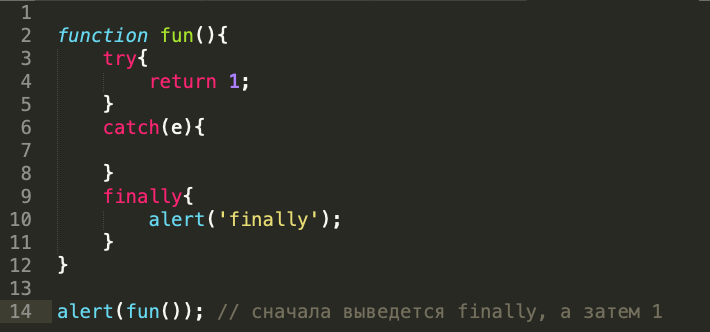 1
2 function fun(){
3     try{
4         return 1;
5     }
6     catch(e){
7
8     }
9     finally{
10         alert('finally');
11     }
12 }
13
14 alert(fun()); // сначала выведется finally, а затем 1